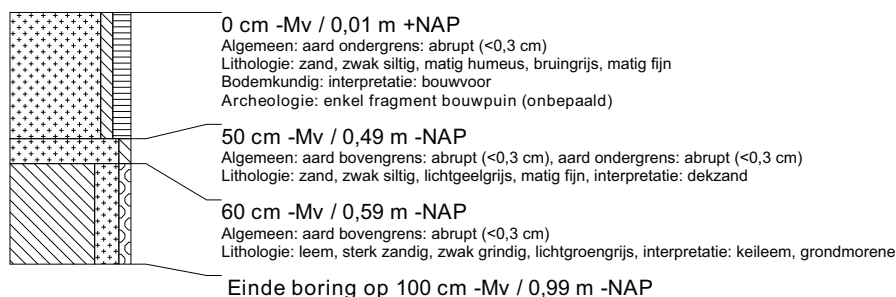 0 cm -Mv / 0,01 m +NAP
Algemeen: aard ondergrens: abrupt (<0,3 cm)
Lithologie: zand, zwak siltig, matig humeus, bruingrijs, matig fijn
Bodemkundig: interpretatie: bouwvoor
Archeologie: enkel fragment bouwpuin (onbepaald)
50 cm -Mv / 0,49 m -NAP
Algemeen: aard bovengrens: abrupt (<0,3 cm), aard ondergrens: abrupt (<0,3 cm)
Lithologie: zand, zwak siltig, lichtgeelgrijs, matig fijn, interpretatie: dekzand
60 cm -Mv / 0,59 m -NAP
Algemeen: aard bovengrens: abrupt (<0,3 cm)
Lithologie: leem, sterk zandig, zwak grindig, lichtgroengrijs, interpretatie: keileem, grondmorene
Einde boring op 100 cm -Mv / 0,99 m -NAP